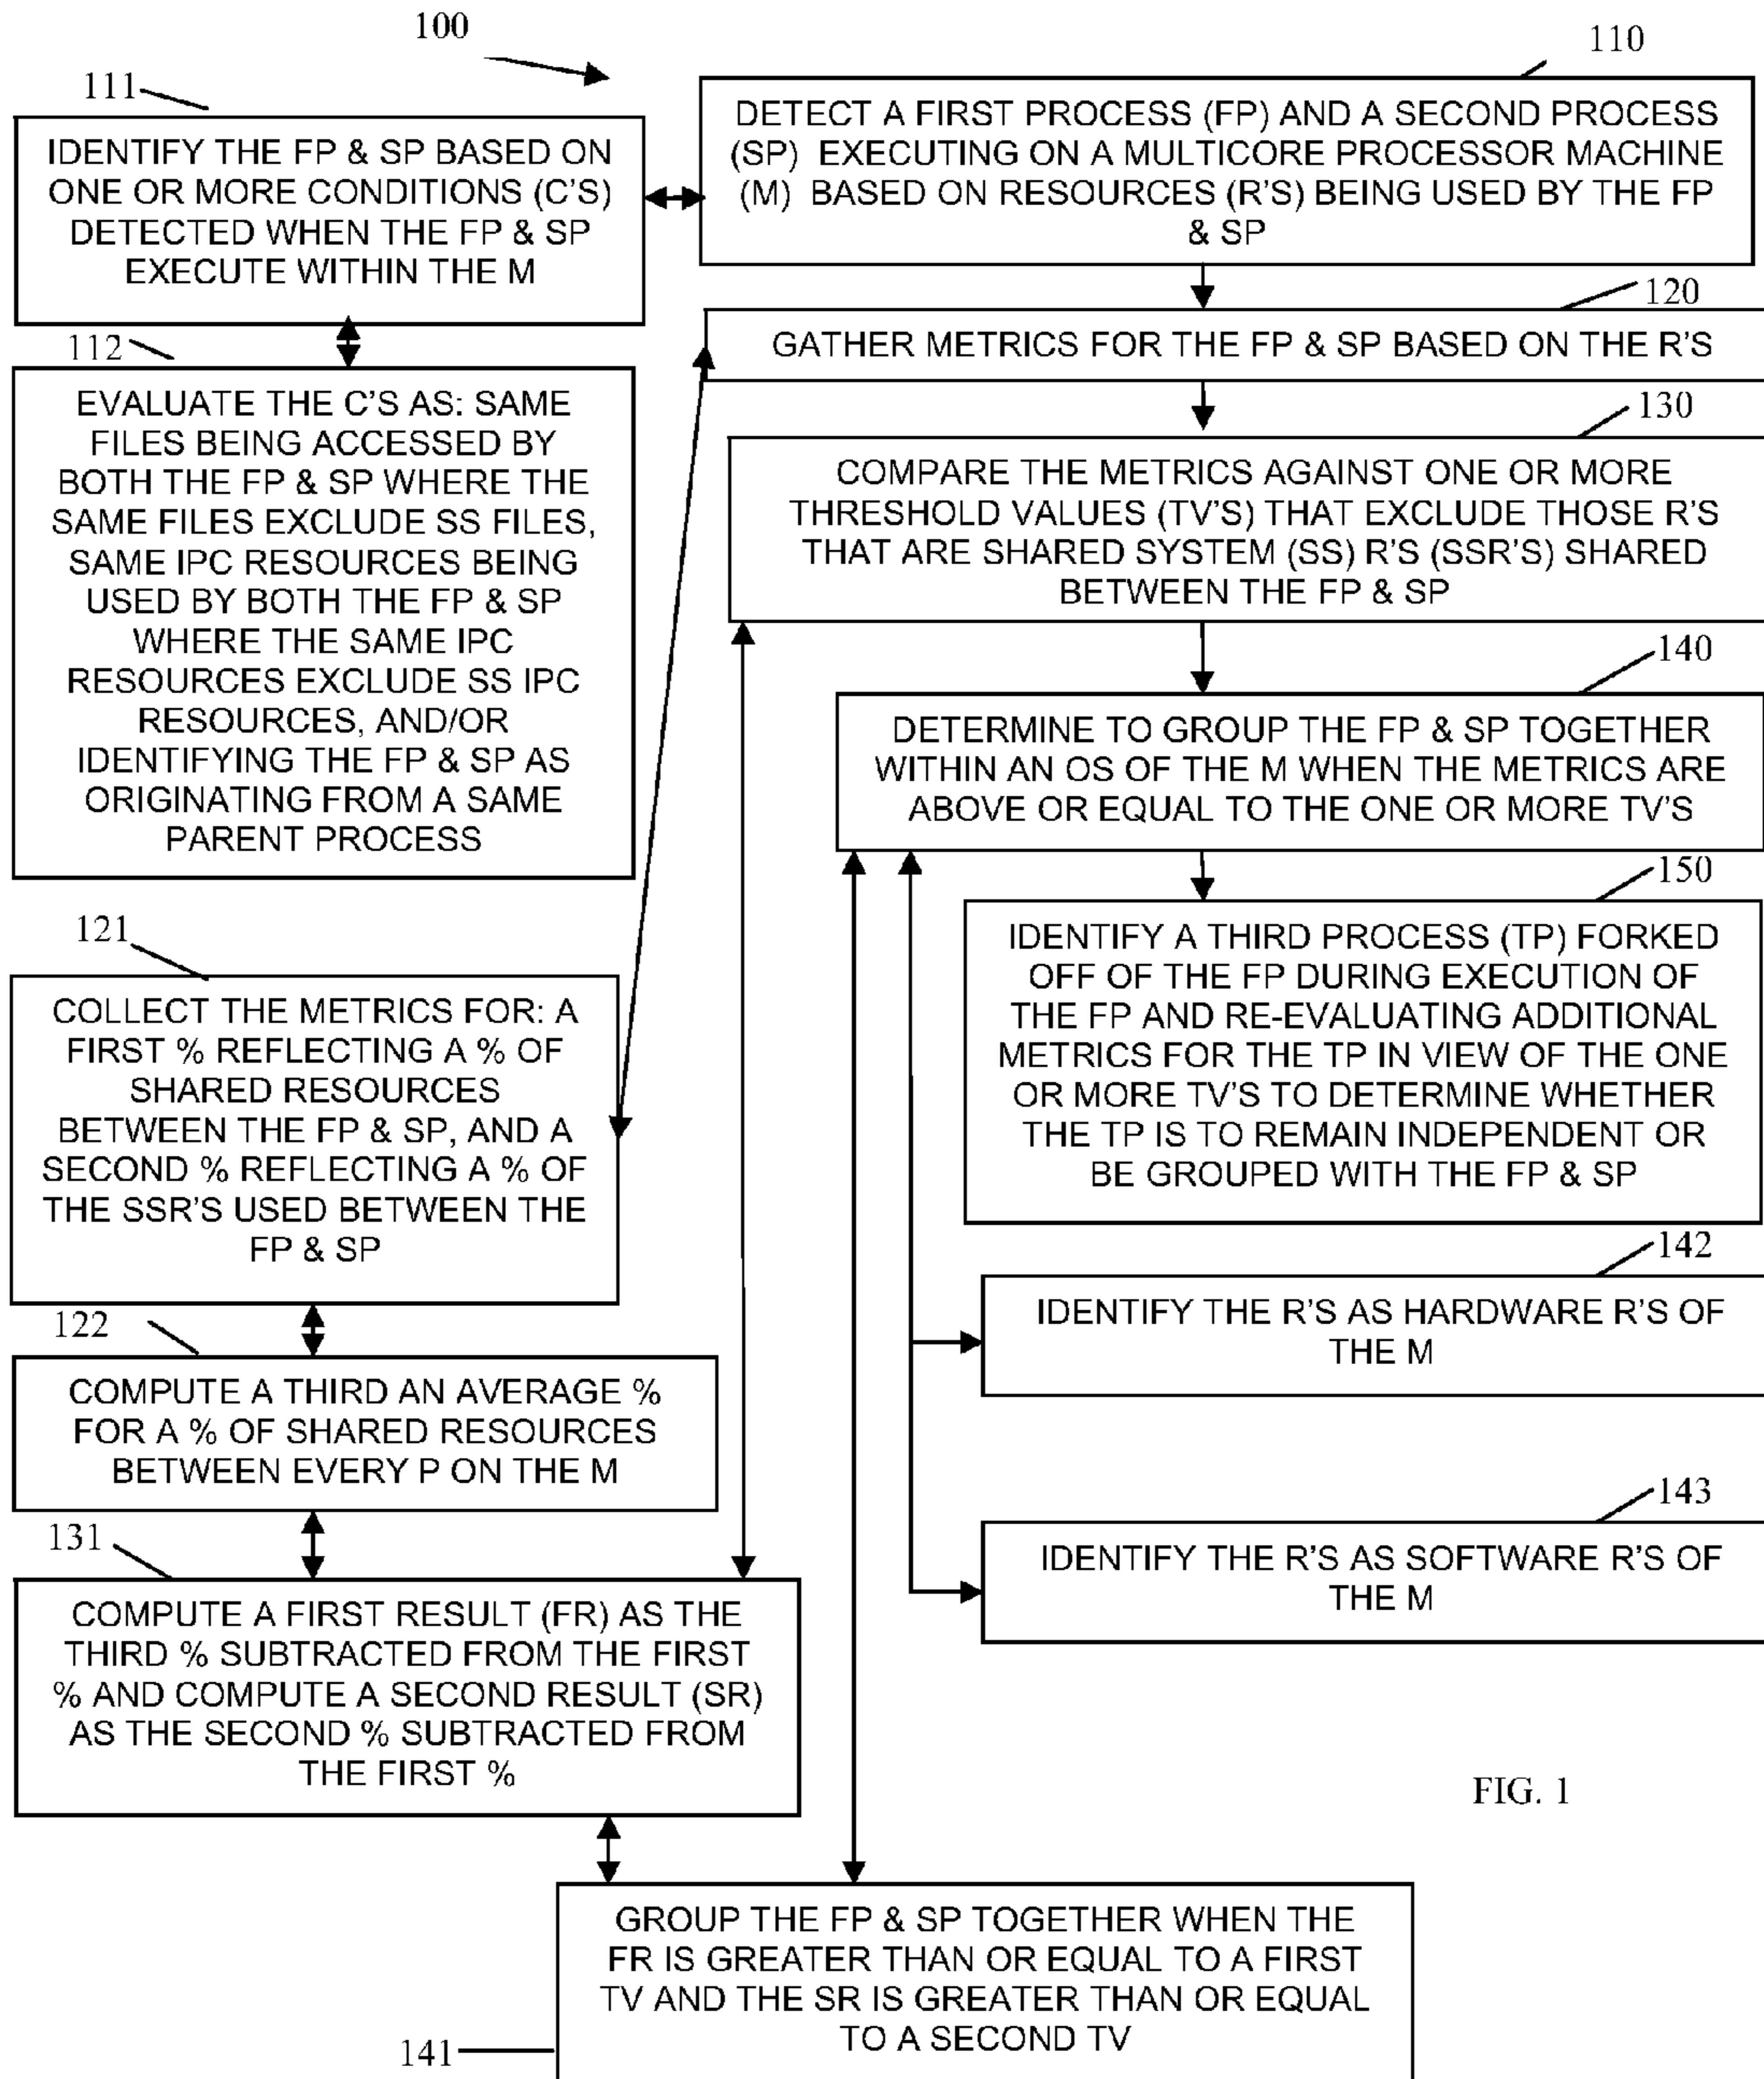 100
110
DETECT A FIRST PROCESS (FP) AND A SECOND PROCESS
(SP) EXECUTING ON A MULTICORE PROCESSOR MACHINE
(M) BASED ON RESOURCES (R'S) BEING USED BY THE FP
& SP
111
IDENTIFY THE FP & SP BASED ON
ONE OR MORE CONDITIONS (C'S)
DETECTED WHEN THE FP & SP
EXECUTE WITHIN THE M
112
EVALUATE THE C'S AS: SAME
FILES BEING ACCESSED BY
BOTH THE FP & SP WHERE THE
SAME FILES EXCLUDE SS FILES,
SAME IPC RESOURCES BEING
USED BY BOTH THE FP & SP
WHERE THE SAME IPC
RESOURCES EXCLUDE SS IPC
RESOURCES, AND/OR
IDENTIFYING THE FP & SP AS
ORIGINATING FROM A SAME
PARENT PROCESS
120
GATHER METRICS FOR THE FP & SP BASED ON THE R'S
130
COMPARE THE METRICS AGAINST ONE OR MORE
THRESHOLD VALUES (TV'S) THAT EXCLUDE THOSE R'S
THAT ARE SHARED SYSTEM (SS) R'S (SSR'S) SHARED
BETWEEN THE FP & SP
140
DETERMINE TO GROUP THE FP & SP TOGETHER
WITHIN AN OS OF THE M WHEN THE METRICS ARE
ABOVE OR EQUAL TO THE ONE OR MORE TV'S
150
IDENTIFY A THIRD PROCESS (TP) FORKED
OFF OF THE FP DURING EXECUTION OF
THE FP AND RE-EVALUATING ADDITIONAL
METRICS FOR THE TP IN VIEW OF THE ONE
OR MORE TV'S TO DETERMINE WHETHER
THE TP IS TO REMAIN INDEPENDENT OR
BE GROUPED WITH THE FP & SP
121
COLLECT THE METRICS FOR: A
FIRST % REFLECTING A % OF
SHARED RESOURCES
BETWEEN THE FP & SP, AND A
SECOND % REFLECTING A % OF
THE SSR'S USED BETWEEN THE
FP & SP
122
COMPUTE A THIRD AN AVERAGE %
FOR A % OF SHARED RESOURCES
BETWEEN EVERY P ON THE M
142
IDENTIFY THE R'S AS HARDWARE R'S OF
THE M
143
IDENTIFY THE R'S AS SOFTWARE R'S OF
THE M
131
COMPUTE A FIRST RESULT (FR) AS THE
THIRD % SUBTRACTED FROM THE FIRST
% AND COMPUTE A SECOND RESULT (SR)
AS THE SECOND % SUBTRACTED FROM
THE FIRST %
FIG. 1
GROUP THE FP & SP TOGETHER WHEN THE
FR IS GREATER THAN OR EQUAL TO A FIRST
TV AND THE SR IS GREATER THAN OR EQUAL
TO A SECOND TV
141